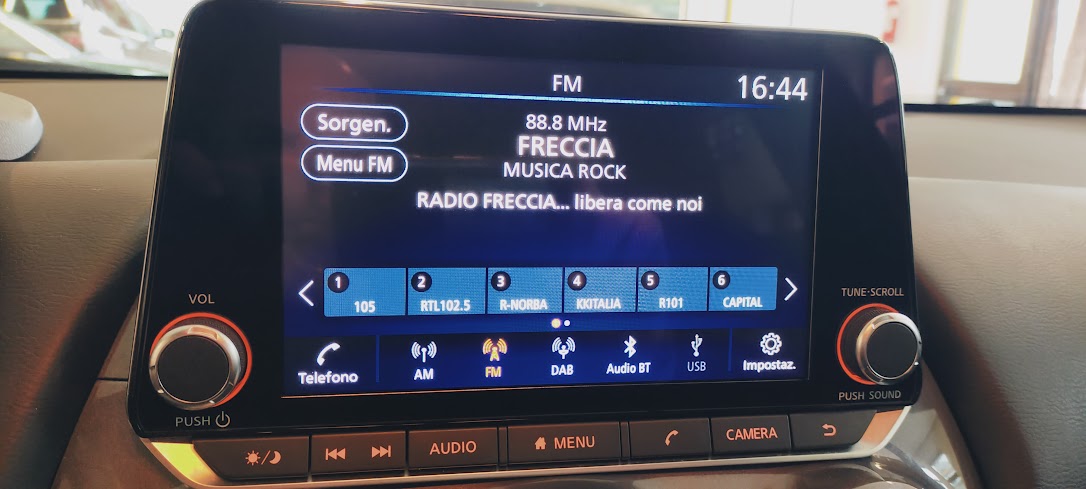 FM
16:44
Sorgen.
Menu FM
88.8 MHz
FRECCIA
MUSICA ROCK
RADIO FRECCIA... libera come noi
1
105
2
RTL102.5
3
R-NORBA
4
KKITALIA
5
R101
6
CAPITAL
Telefono
AM
FM
DAB
Audio BT
USB
Impostaz.
VOL
PUSH
TUNE·SCROLL
PUSH SOUND
AUDIO
MENU
CAMERA